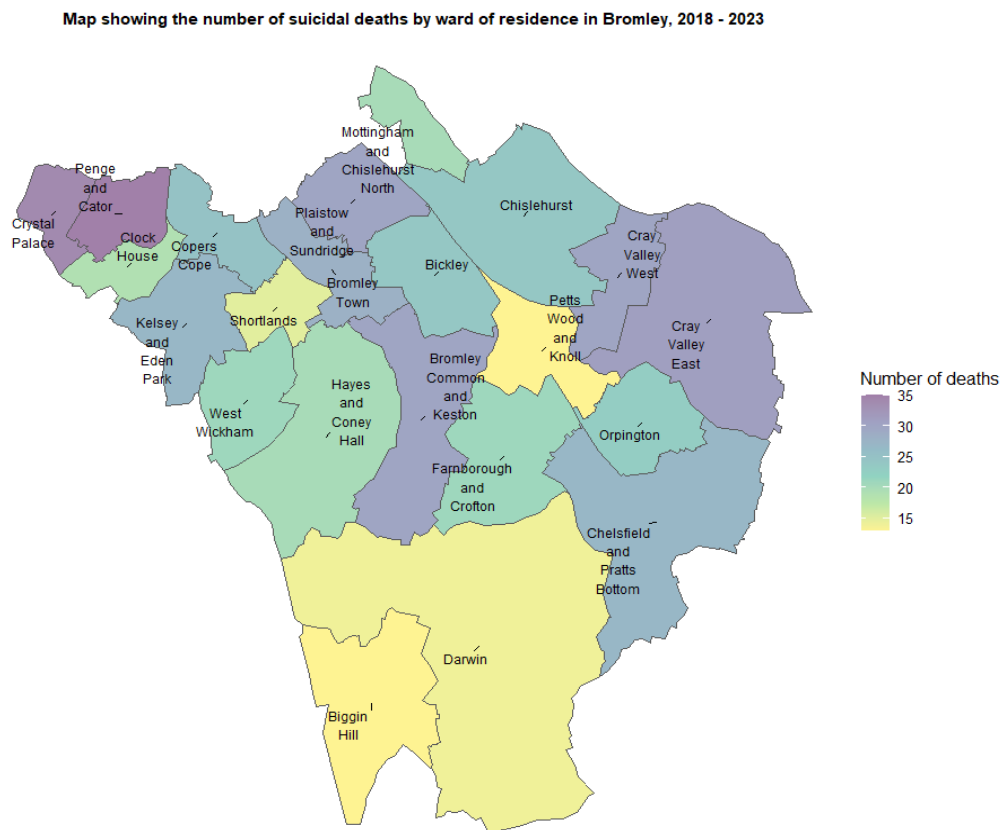 Map showing the number of suicidal deaths by ward of residence in Bromley, 2018 - 2023
Mottingham
and
Chislehurst
North
Penge
and
Cator
Crystal
Palace
Clock
House
Copers
Cope
Plaistow
and
Sundridge
Bromley
Town
Bickley
Chislehurst
Cray
Valley
West
Cray
Valley
East
Petts
Wood
and
Knoll
Kelsey
and
Eden
Park
Shortlands
West
Wickham
Hayes
and
Coney
Hall
Bromley
Common
and
Keston
Farnborough
and
Crofton
Orpington
Chelsfield
and
Pratts
Bottom
Darwin
Biggin
Hill
Number of deaths
35
30
25
20
15